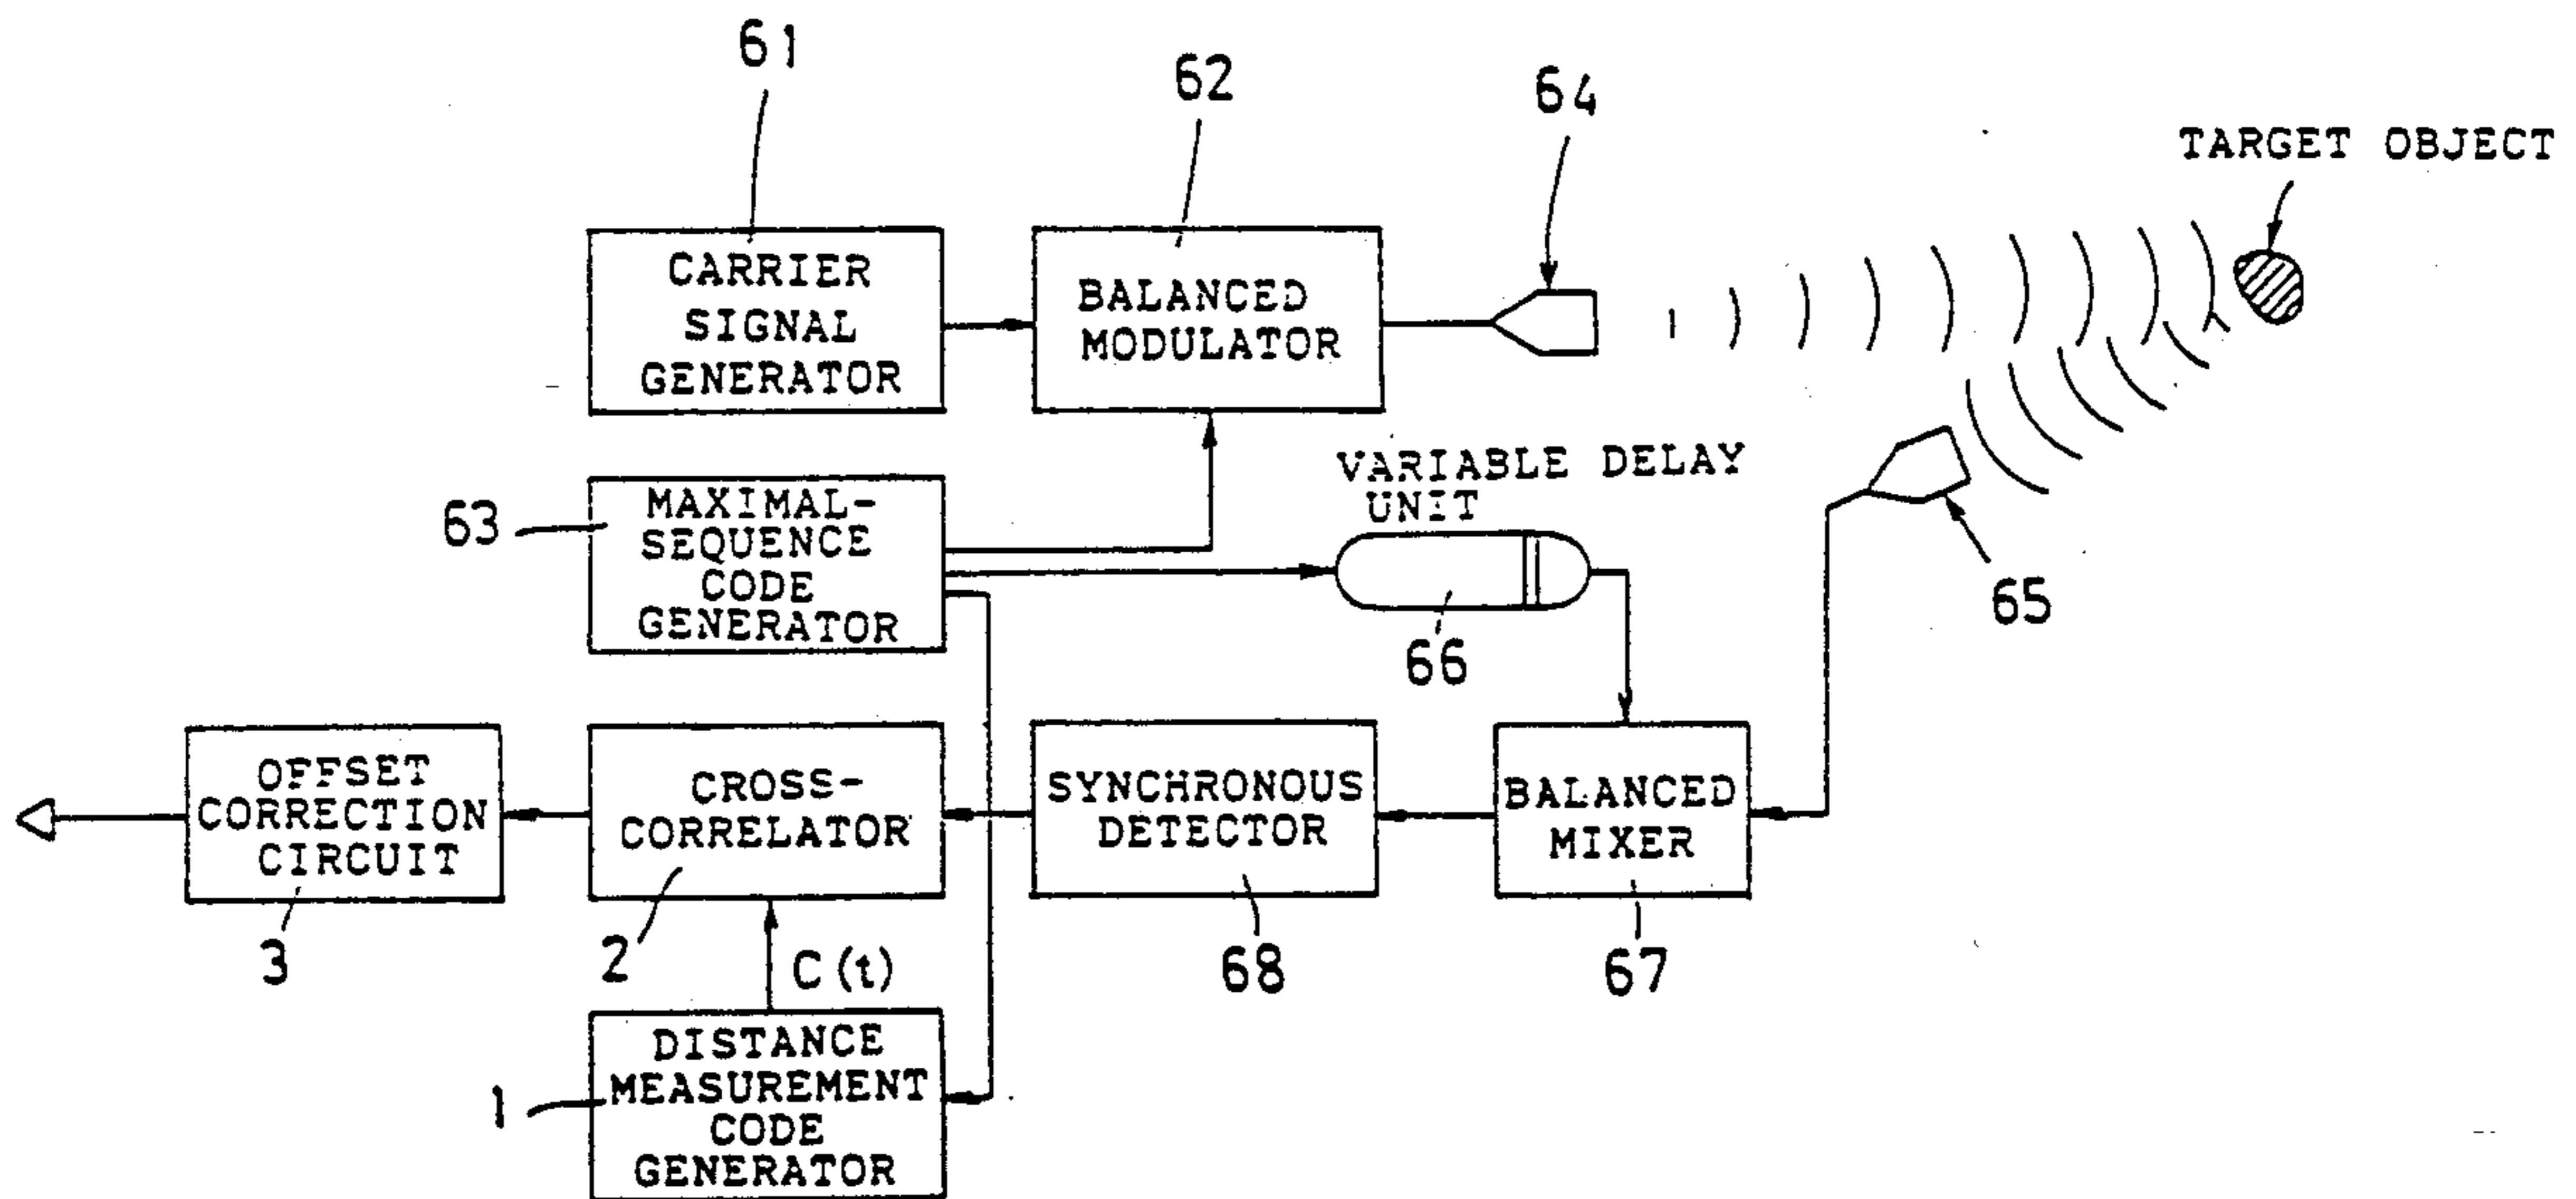 61
62
64
TARGET OBJECT
CARRIER
SIGNAL
GENERATOR
BALANCED
MODULATOR
63
MAXIMAL-
SEQUENCE
CODE
GENERATOR
VARIABLE DELAY
UNIT
66
65
OFFSET
CORRECTION
CIRCUIT
CROSS-
CORRELATOR
SYNCHRONOUS
DETECTOR
BALANCED
MIXER
3
2
C(t)
68
67
1
DISTANCE
MEASUREMENT
CODE
GENERATOR